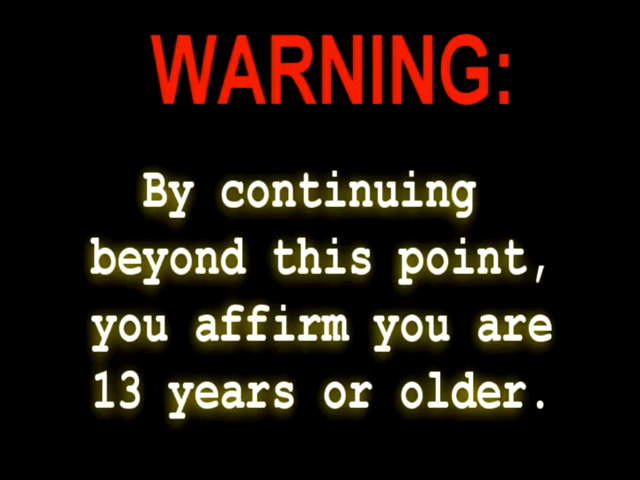 WARNING:
By continuing
beyond this point,
you affirm you are
13 years or older.